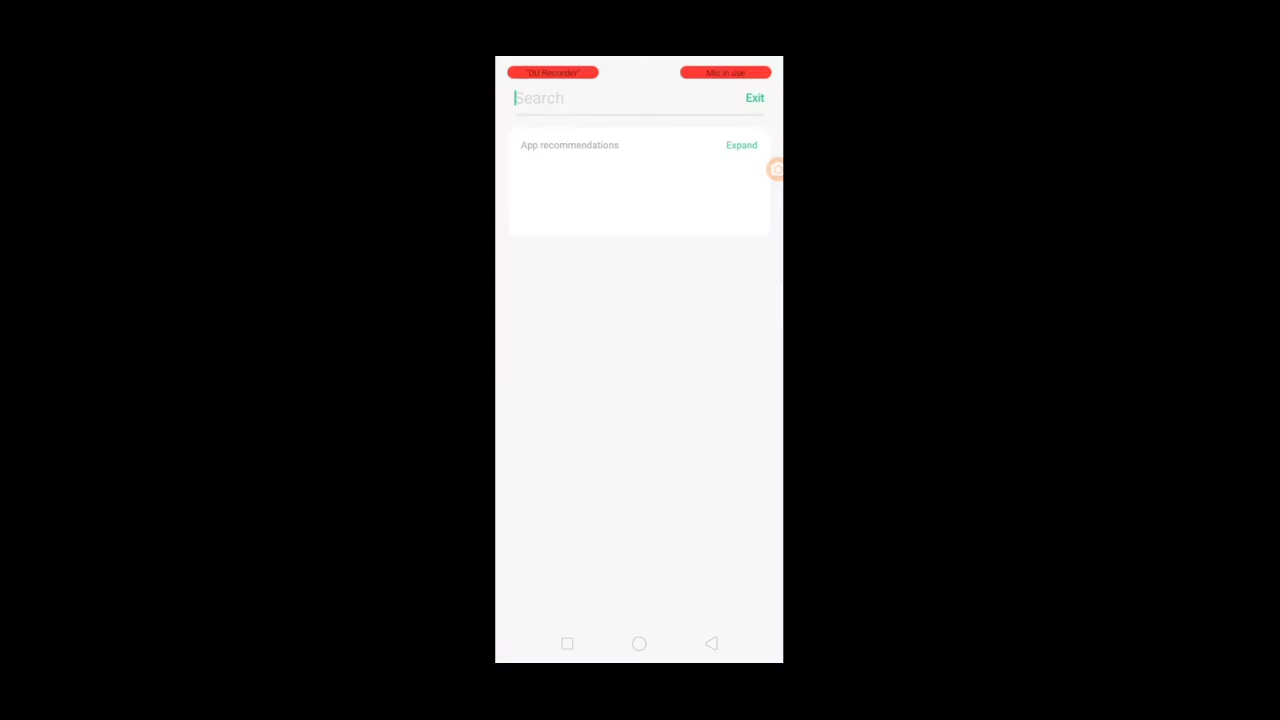 "DU Recorder" Mic in use
Search Exit
App recommendations Expand